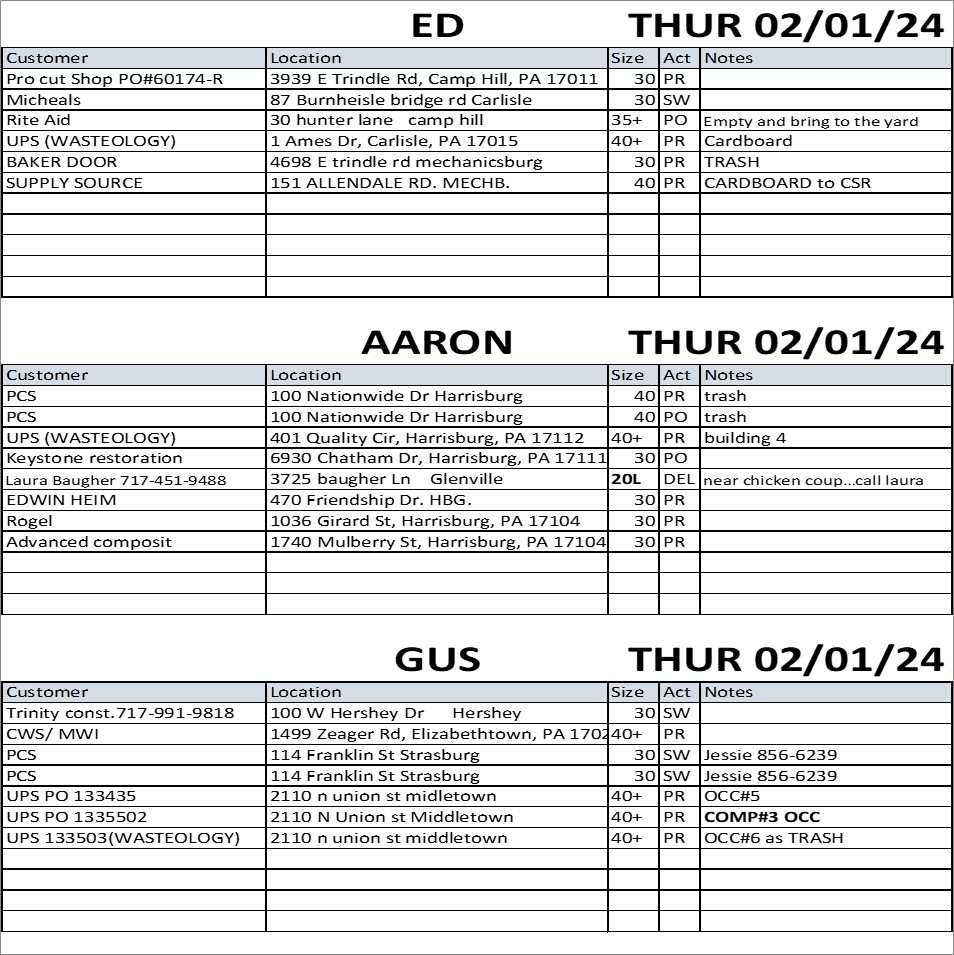 ED THUR 02/01/24
Customer Location Size Act Notes
Pro cut Shop PO#60174-R 3939 E Trindle Rd, Camp Hill, PA 17011 30 PR
Micheals 87 Burnheisle bridge rd Carlisle 30 SW
Rite Aid 30 hunter lane camp hill 35+ PO Empty and bring to the yard
UPS (WASTEOLOGY) 1 Ames Dr, Carlisle, PA 17015 40+ PR Cardboard
BAKER DOOR 4698 E trindle rd mechanicsburg 30 PR TRASH
SUPPLY SOURCE 151 ALLENDALE RD. MECHB. 40 PR CARDBOARD to CSR
AARON THUR 02/01/24
Customer Location Size Act Notes
PCS 100 Nationwide Dr Harrisburg 40 PR trash
PCS 100 Nationwide Dr Harrisburg 40 PO trash
UPS (WASTEOLOGY) 401 Quality Cir, Harrisburg, PA 17112 40+ PR building 4
Keystone restoration 6930 Chatham Dr, Harrisburg, PA 17111 30 PO
Laura Baugher 717-451-9488 3725 baugher Ln Glenville 20L DEL near chicken coup...call laura
EDWIN HEIM 470 Friendship Dr. HBG. 30 PR
Rogel 1036 Girard St, Harrisburg, PA 17104 30 PR
Advanced composit 1740 Mulberry St, Harrisburg, PA 17104 30 PR
GUS THUR 02/01/24
Customer Location Size Act Notes
Trinity const.717-991-9818 100 W Hershey Dr Hershey 30 SW
CWS/ MWI 1499 Zeager Rd, Elizabethtown, PA 1702 40+ PR
PCS 114 Franklin St Strasburg 30 SW Jessie 856-6239
PCS 114 Franklin St Strasburg 30 SW Jessie 856-6239
UPS PO 133435 2110 n union st midletown 40+ PR OCC#5
UPS PO 1335502 2110 N Union st Middletown 40+ PR COMP#3 OCC
UPS 133503(WASTEOLOGY) 2110 n union st middletown 40+ PR OCC#6 as TRASH